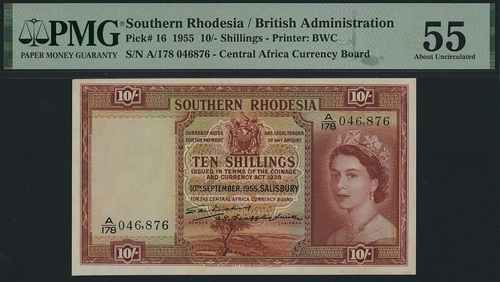 PMG
PAPER MONEY GUARANTY
Southern Rhodesia / British Administration
Pick# 16 1955 10/- Shillings - Printer: BWC
S/N A/178 046876 - Central Africa Currency Board
55
About Uncirculated
10/-
SOUTHERN RHODESIA
10/-
CURRENCY NOTES FOR THE PAYMENT
ARE LEGAL TENDER OF ANY AMOUNT
A/178 046,876
TEN SHILLINGS
ISSUED IN TERMS OF THE COINAGE
AND CURRENCY ACT 1938
10TH SEPTEMBER, 1955, SALISBURY
FOR THE CENTRAL AFRICA CURRENCY BOARD
A/178 046,876
MEMBER
CHAIRMAN
10/-
10/-